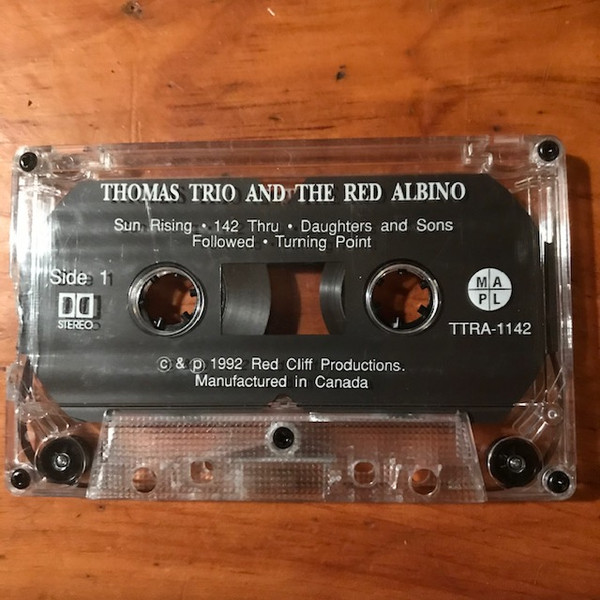 THOMAS TRIO AND THE RED ALBINO
Sun Rising • 142 Thru • Daughters and Sons
Followed • Turning Point
Side 1
STEREO
M A
P L
TTRA-1142
© & ℗ 1992 Red Cliff Productions.
Manufactured in Canada